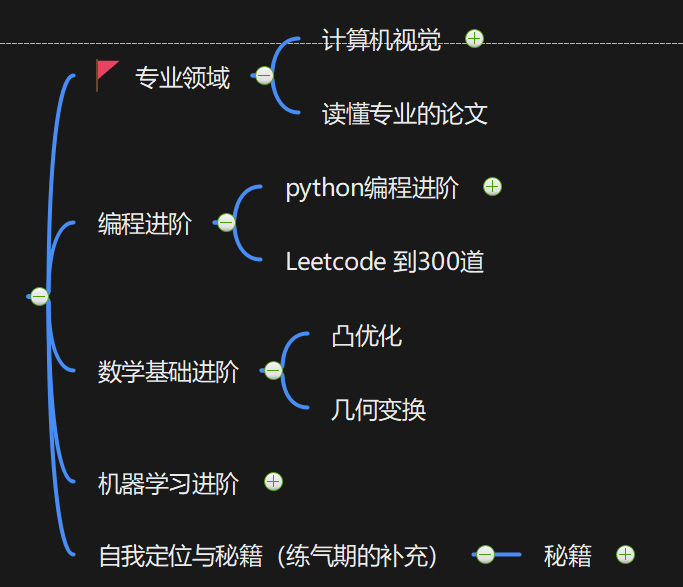 计算机视觉
专业领域
读懂专业的论文
python编程进阶
编程进阶
Leetcode 到300道
凸优化
数学基础进阶
几何变换
机器学习进阶
自我定位与秘籍（练气期的补充） 秘籍